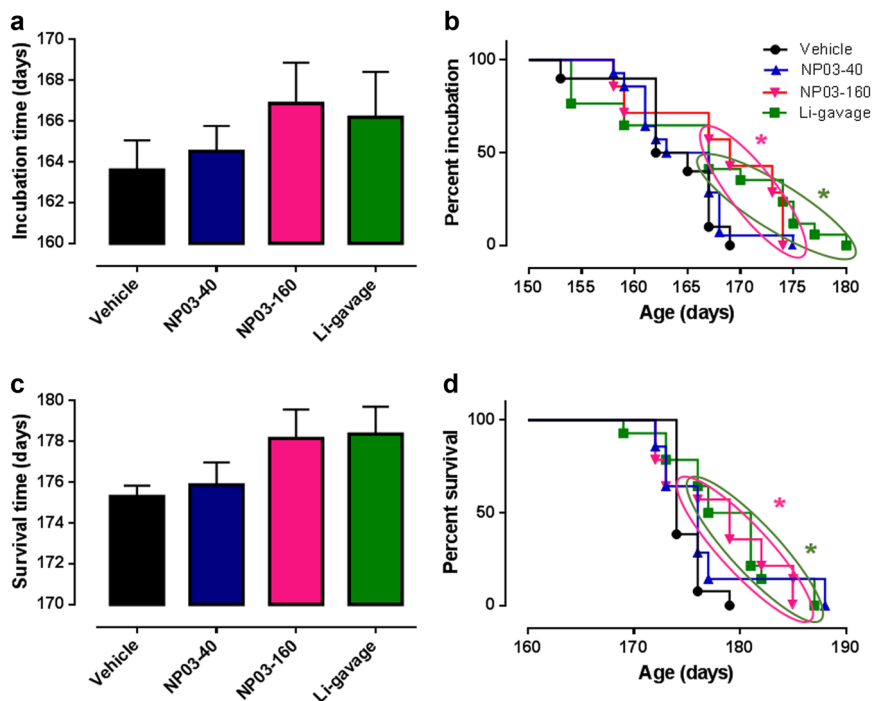 a
Incubation time (days)
170
168
166
164
162
160
Vehicle
NP03-40
NP03-160
Li-gavage
b
Percent incubation
100
50
0
150
155
160
165
170
175
180
Age (days)
Vehicle
NP03-40
NP03-160
Li-gavage
*
*
c
Survival time (days)
180
178
176
174
172
170
Vehicle
NP03-40
NP03-160
Li-gavage
d
Percent survival
100
50
0
160
170
180
190
Age (days)
*
*